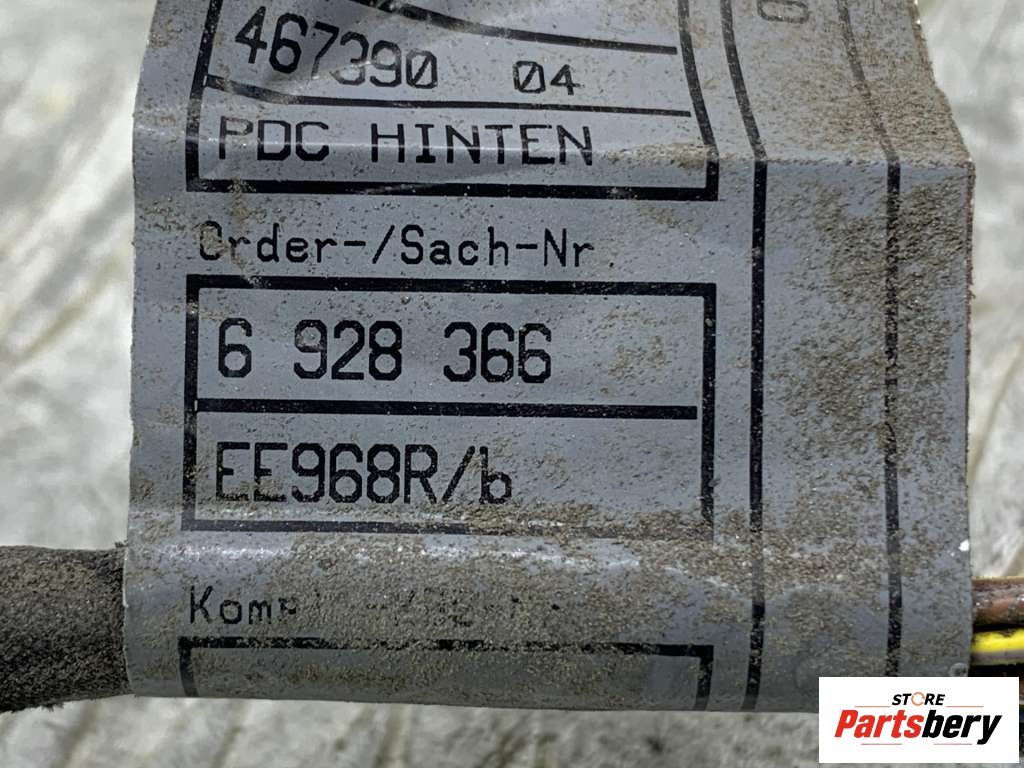 467390 04
PDC HINTEN
Order-/Sach-Nr.
6 928 366
EE968R/b
STORE
Partsbery